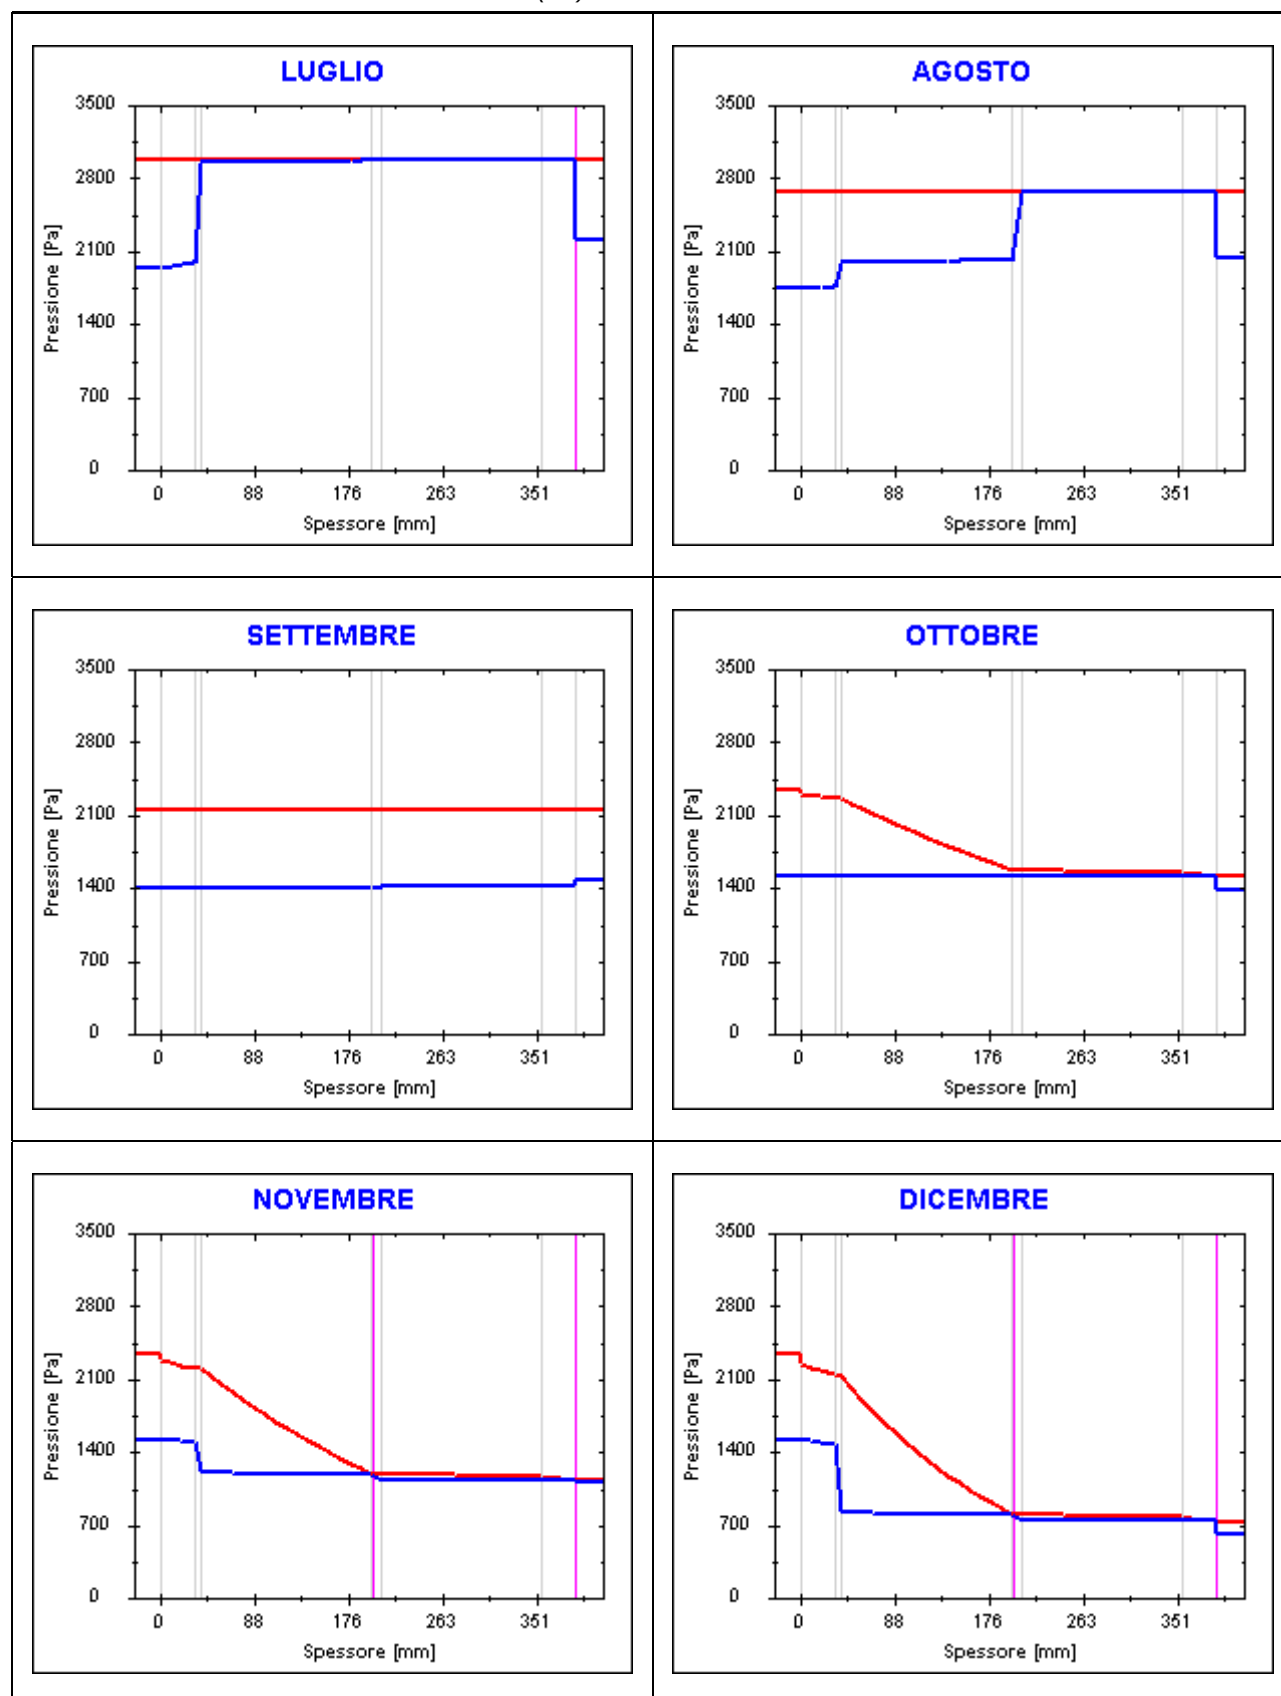 LUGLIO
3500
2800
2100
1400
700
0
Pressione [Pa]
0 88 176 263 351
Spessore [mm]
AGOSTO
3500
2800
2100
1400
700
0
Pressione [Pa]
0 88 176 263 351
Spessore [mm]
SETTEMBRE
3500
2800
2100
1400
700
0
Pressione [Pa]
0 88 176 263 351
Spessore [mm]
OTTOBRE
3500
2800
2100
1400
700
0
Pressione [Pa]
0 88 176 263 351
Spessore [mm]
NOVEMBRE
3500
2800
2100
1400
700
0
Pressione [Pa]
0 88 176 263 351
Spessore [mm]
DICEMBRE
3500
2800
2100
1400
700
0
Pressione [Pa]
0 88 176 263 351
Spessore [mm]